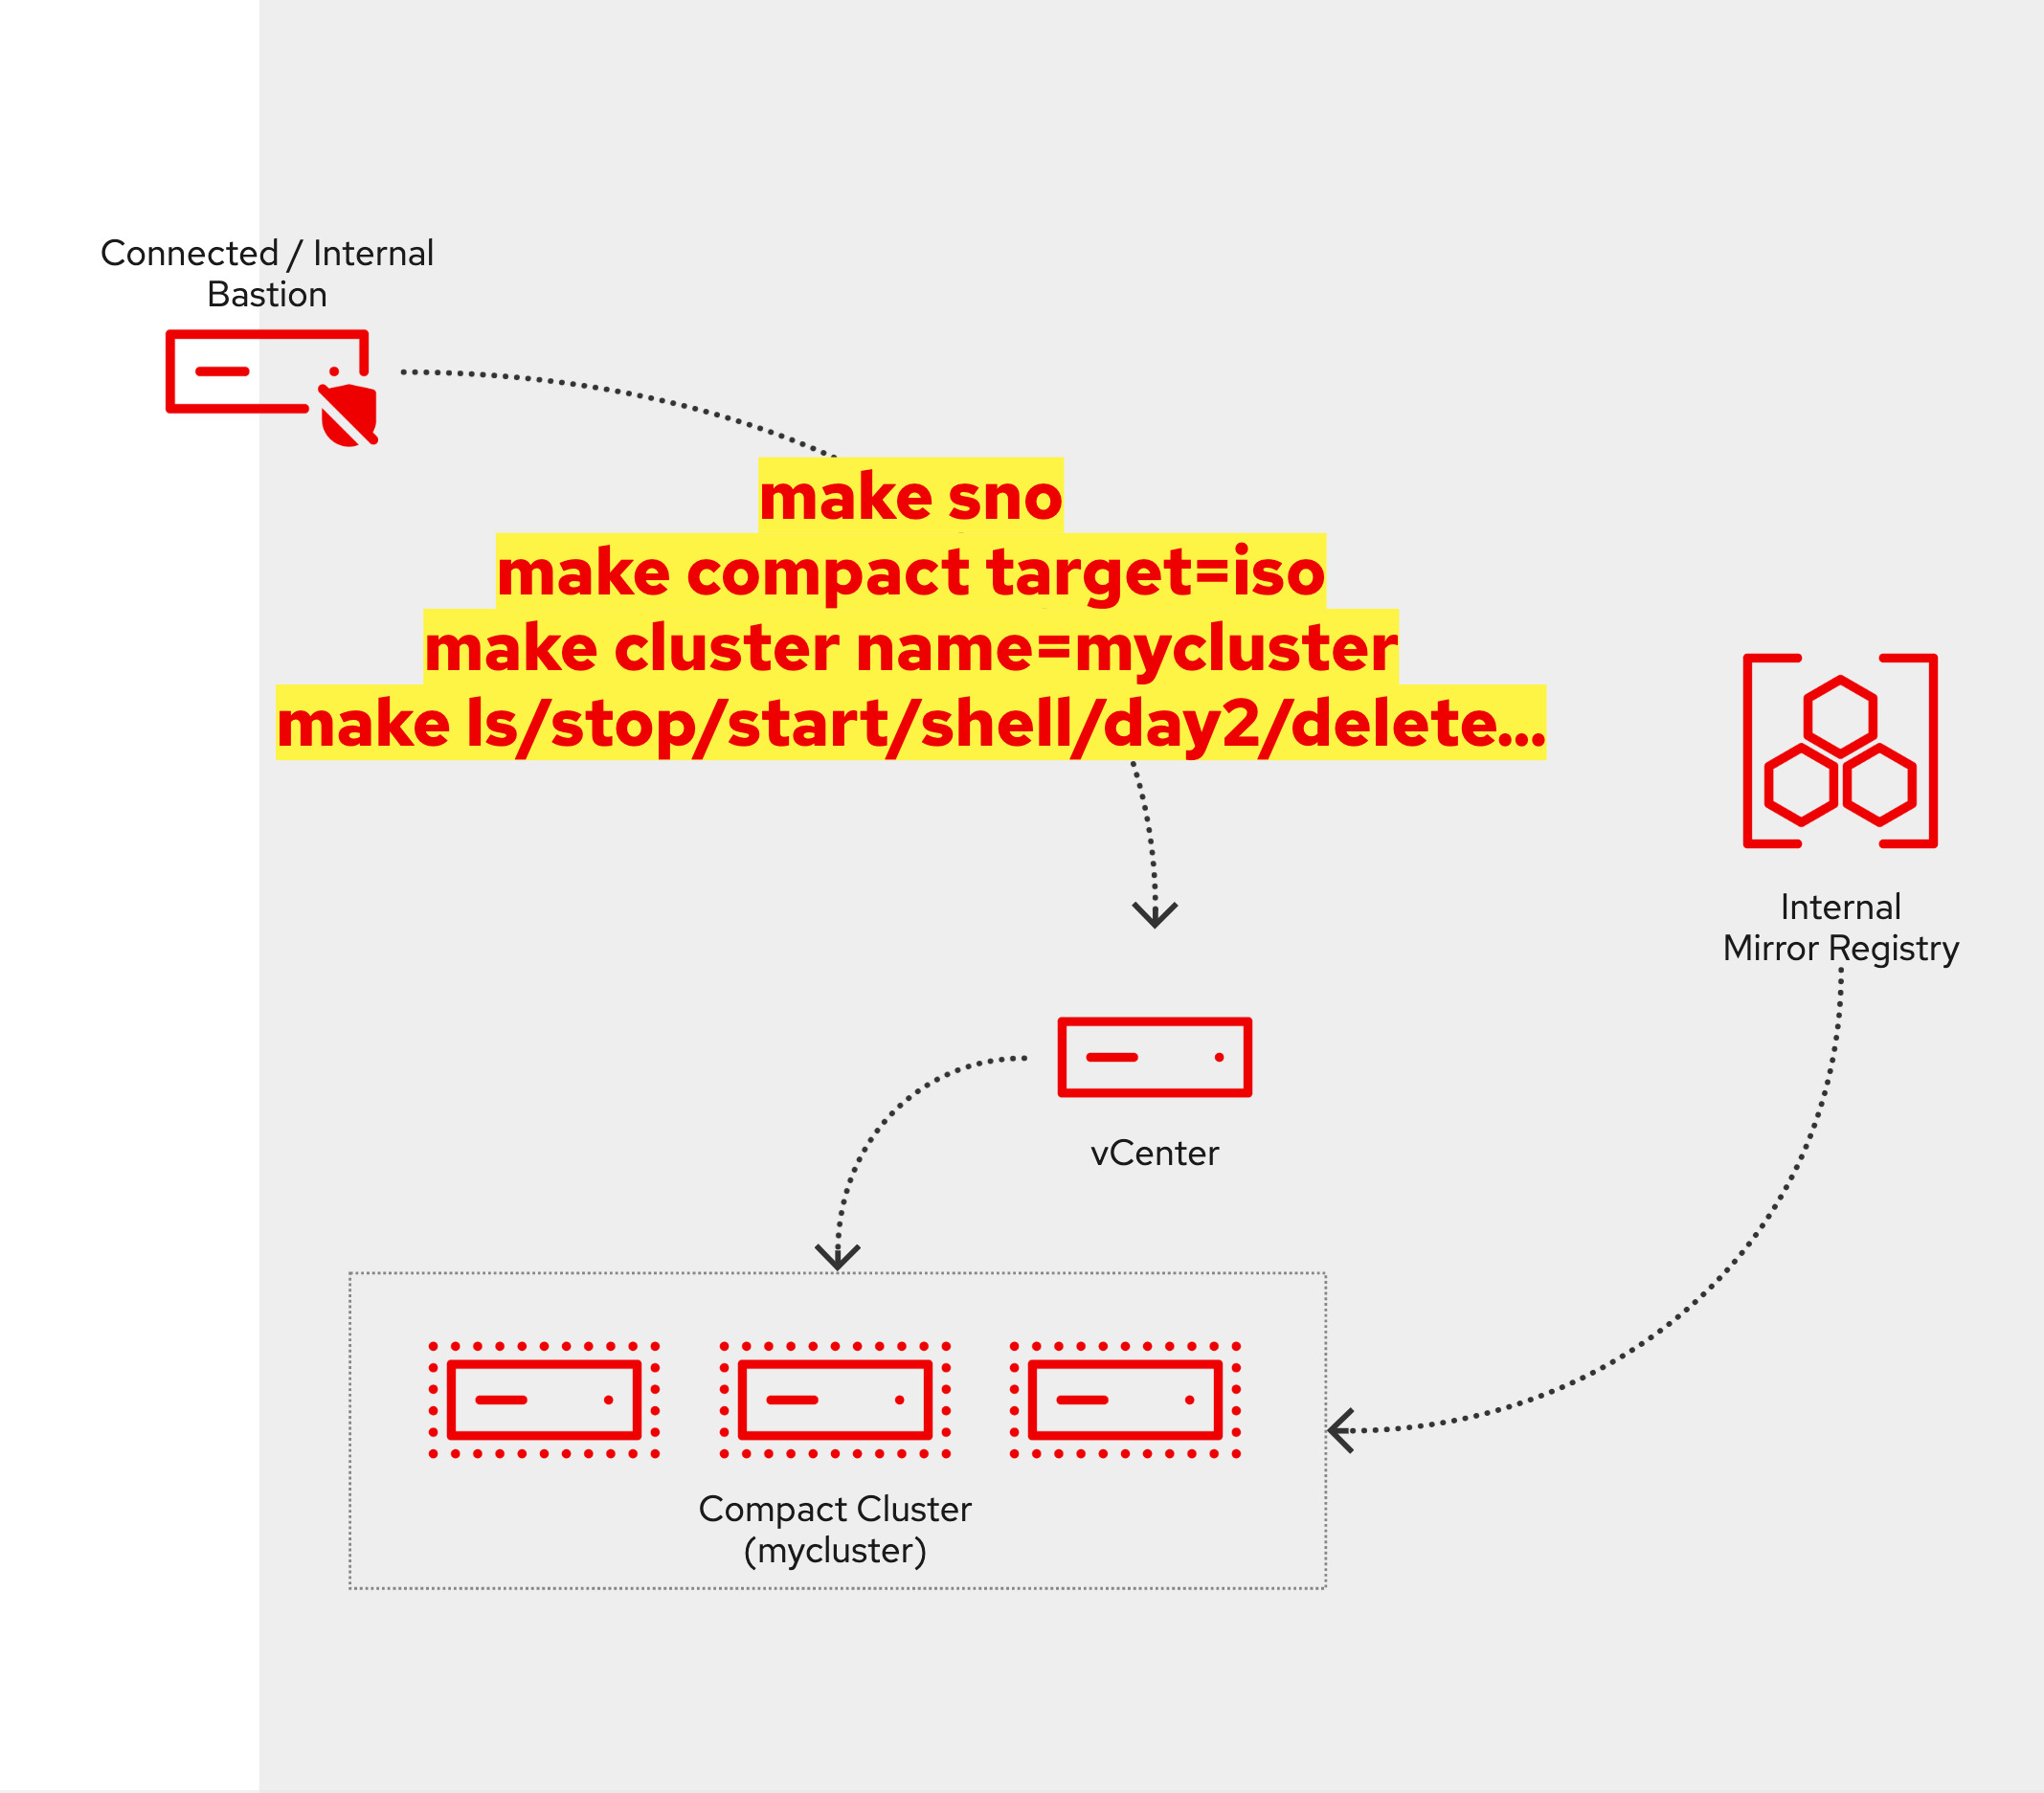 Connected / Internal
Bastion
make sno
make compact target=iso
make cluster name=mycluster
make ls/stop/start/shell/day2/delete...
Internal
Mirror Registry
vCenter
Compact Cluster
(mycluster)